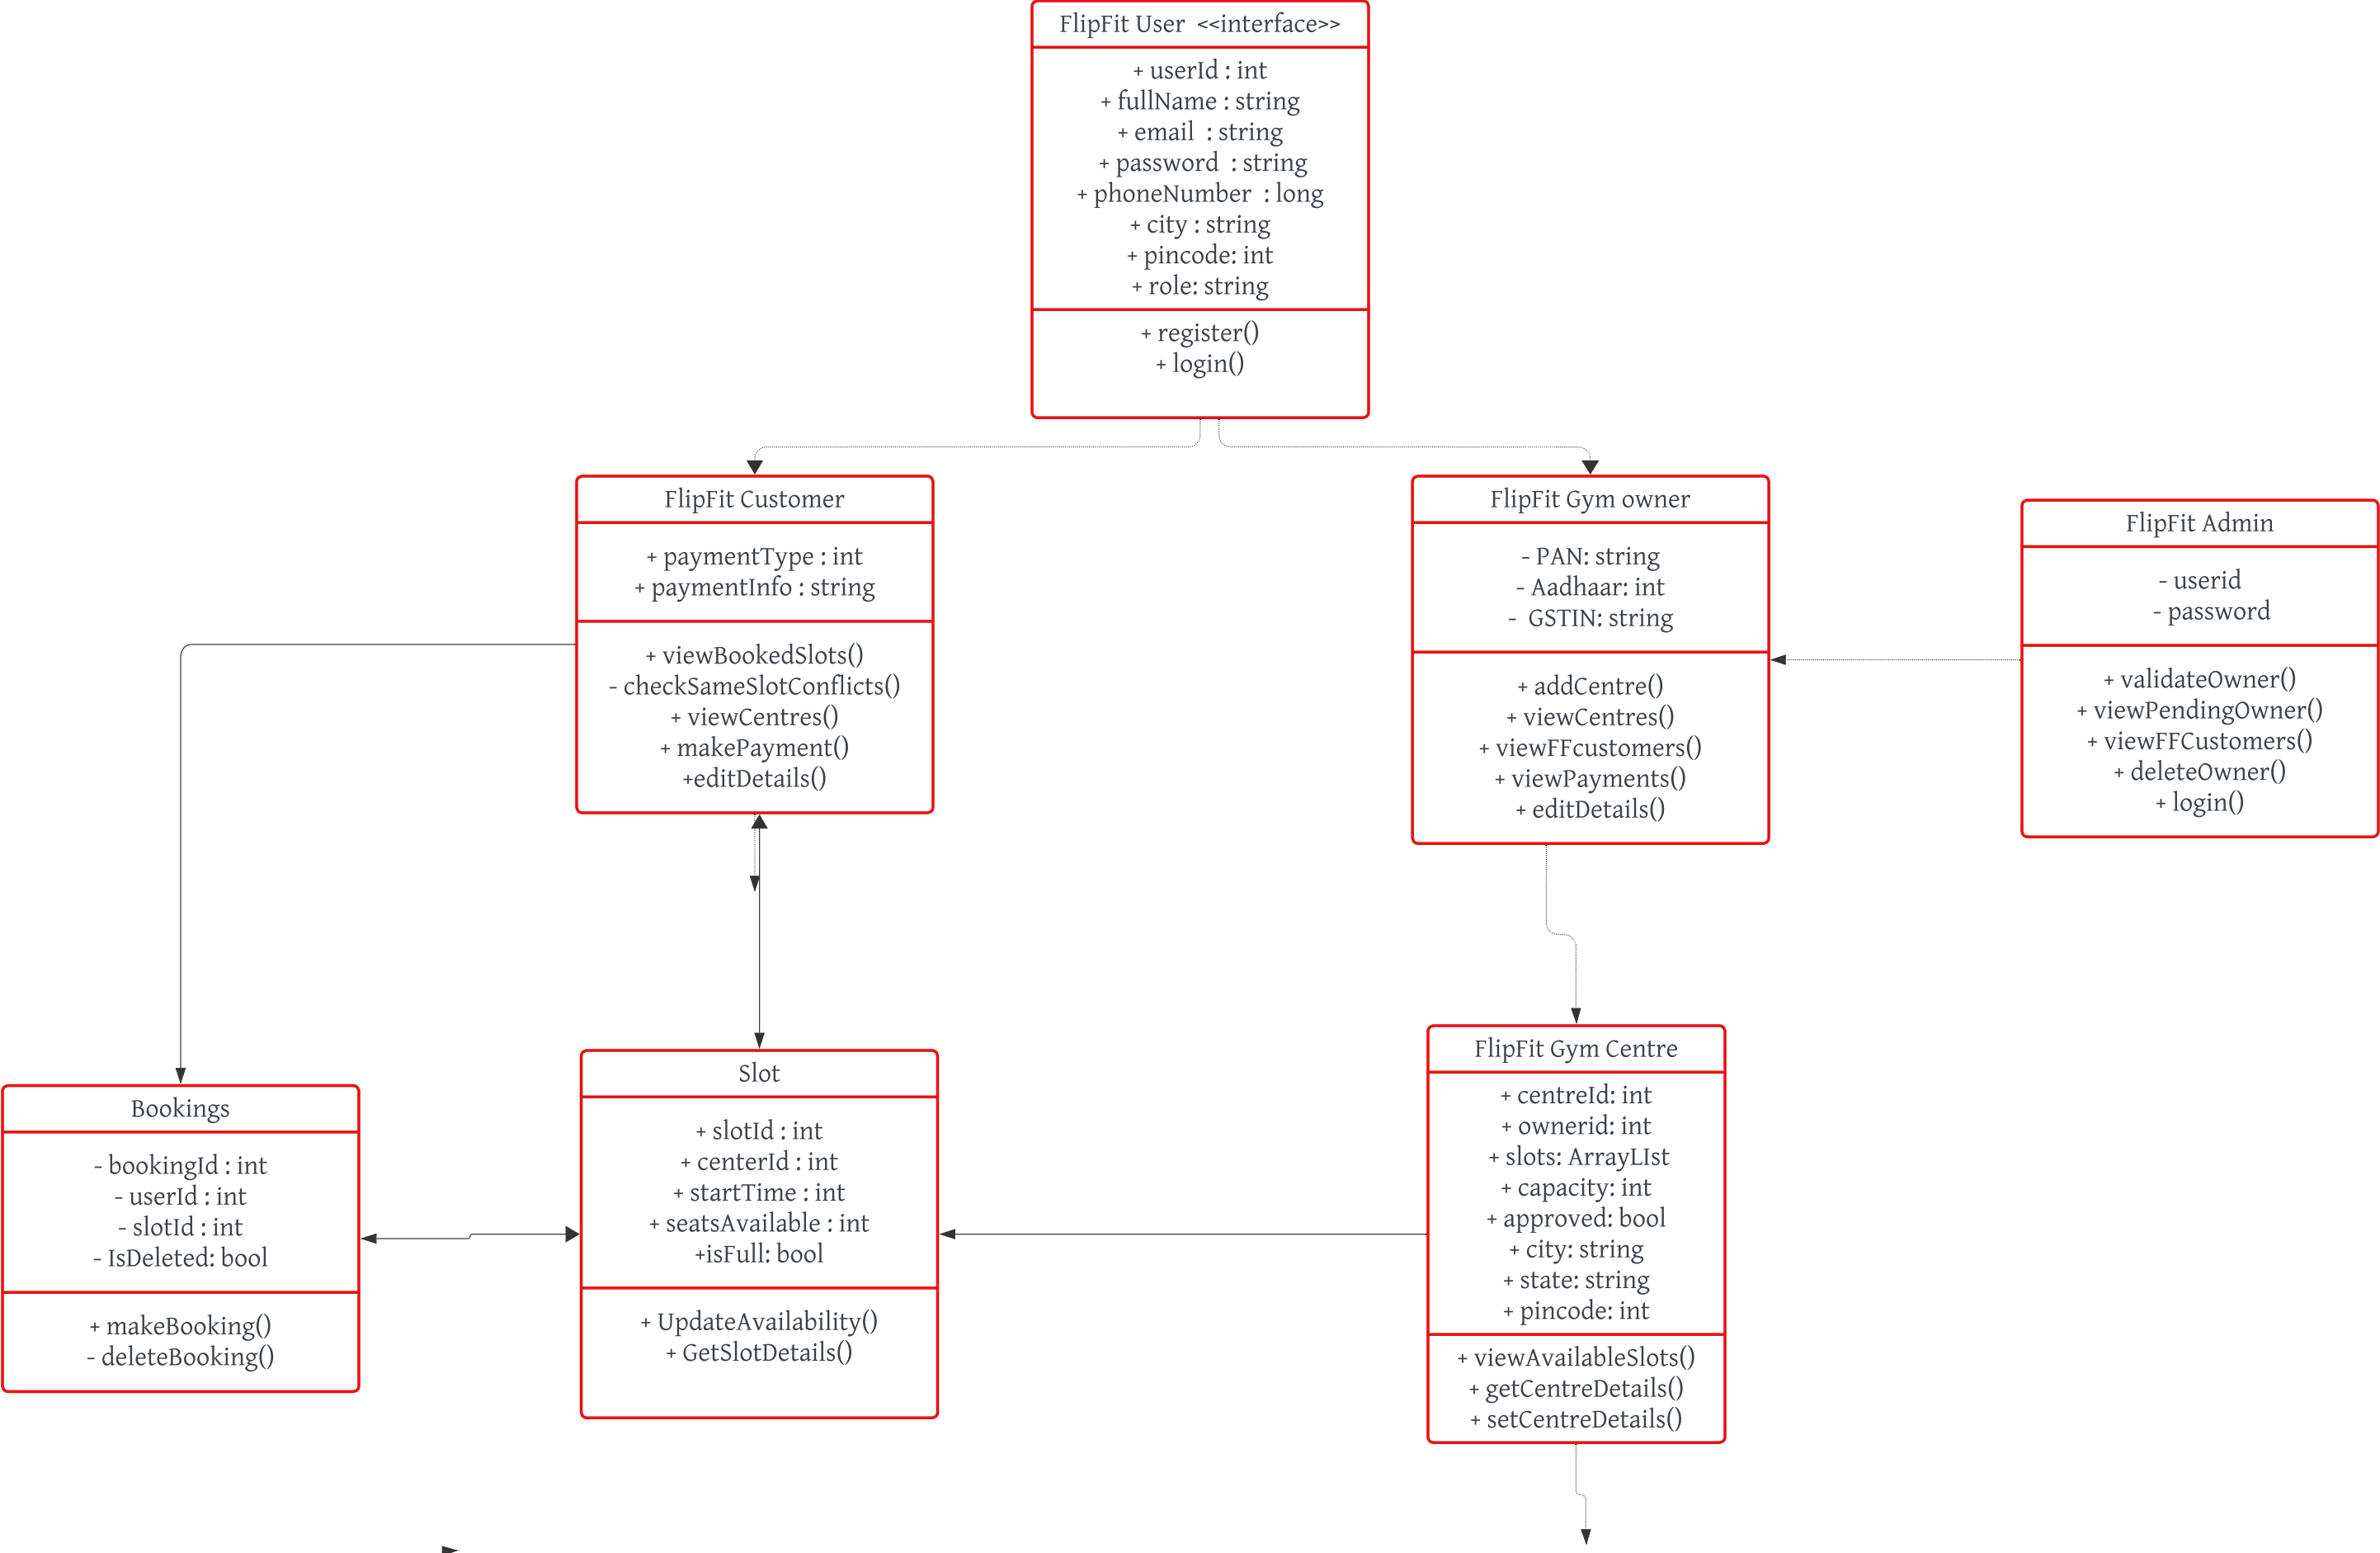 FlipFit User  <<interface>>
+ userId : int
+ fullName : string
+ email  : string
+ password  : string
+ phoneNumber  : long
+ city : string
+ pincode: int
+ role: string
+ register()
+ login()
FlipFit Customer
+ paymentType : int
+ paymentInfo : string
+ viewBookedSlots()
- checkSameSlotConflicts()
+ viewCentres()
+ makePayment()
+editDetails()
FlipFit Gym owner
- PAN: string
- Aadhaar: int
-  GSTIN: string
+ addCentre()
+ viewCentres()
+ viewFFcustomers()
+ viewPayments()
+ editDetails()
FlipFit Admin
- userid
- password
+ validateOwner()
+ viewPendingOwner()
+ viewFFCustomers()
+ deleteOwner()
+ login()
Bookings
- bookingId : int
- userId : int
- slotId : int
- IsDeleted: bool
+ makeBooking()
- deleteBooking()
Slot
+ slotId : int
+ centerId : int
+ startTime : int
+ seatsAvailable : int
+isFull: bool
+ UpdateAvailability()
+ GetSlotDetails()
FlipFit Gym Centre
+ centreId: int
+ ownerid: int
+ slots: ArrayLIst
+ capacity: int
+ approved: bool
+ city: string
+ state: string
+ pincode: int
+ viewAvailableSlots()
+ getCentreDetails()
+ setCentreDetails()